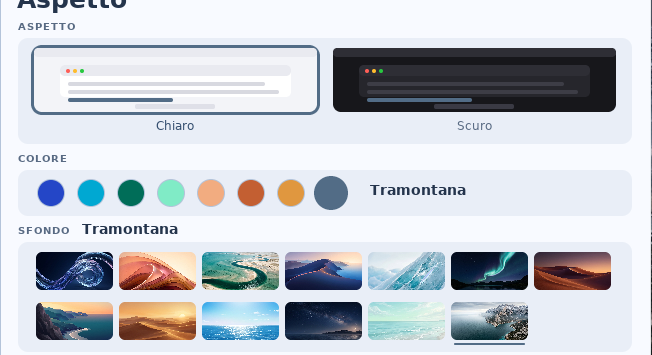 Aspetto
ASPETTO
Chiaro
Scuro
COLORE
Tramontana
SFONDO Tramontana